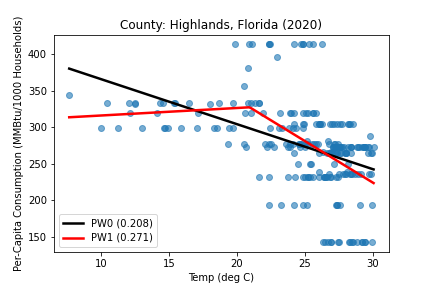 County: Highlands, Florida (2020)
Per-Capita Consumption (MMBtu/1000 Households)
400
350
300
250
200
150
PW0 (0.208)
PW1 (0.271)
10
15
20
25
30
Temp (deg C)